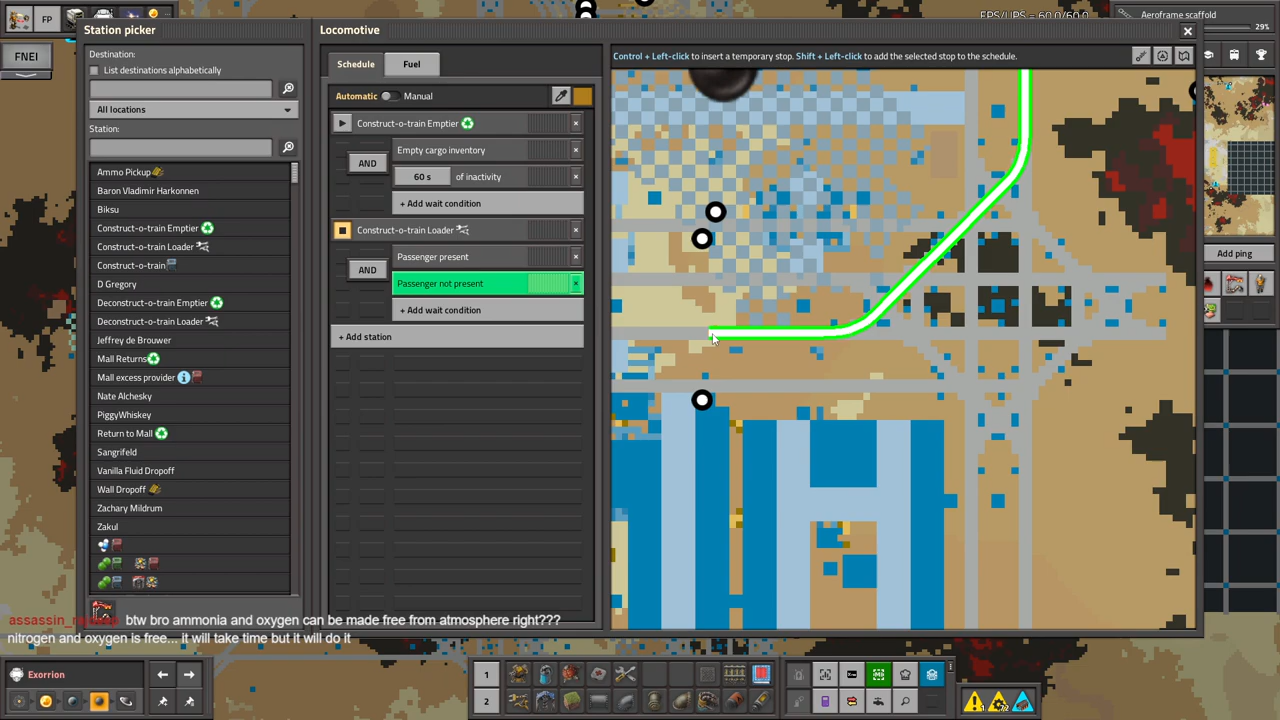 FP
FPS/UPS = 60.0/60.0
Aeroframe scaffold
29%
FNEI
Station picker
Destination:
List destinations alphabetically
All locations
Station:
Ammo Pickup
Baron Vladimir Harkonnen
Biksu
Construct-o-train Emptier
Construct-o-train Loader
Construct-o-train
D Gregory
Deconstruct-o-train Emptier
Deconstruct-o-train Loader
Jeffrey de Brouwer
Mall Returns
Mall excess provider
Nate Alchesky
PiggyWhiskey
Return to Mall
Sangrifeld
Vanilla Fluid Dropoff
Wall Dropoff
Zachary Mildrum
Zakul
Locomotive
Schedule
Fuel
Automatic
Manual
Construct-o-train Emptier
Empty cargo inventory
AND
60 s
of inactivity
+ Add wait condition
Construct-o-train Loader
Passenger present
AND
Passenger not present
+ Add wait condition
+ Add station
Control + Left-click to insert a temporary stop. Shift + Left-click to add the selected stop to the schedule.
Add ping
btw bro ammonia and oxygen can be made free from atmosphere right???
nitrogen and oxygen is free... it will take time but it will do it
Exorrion
1
2
MS